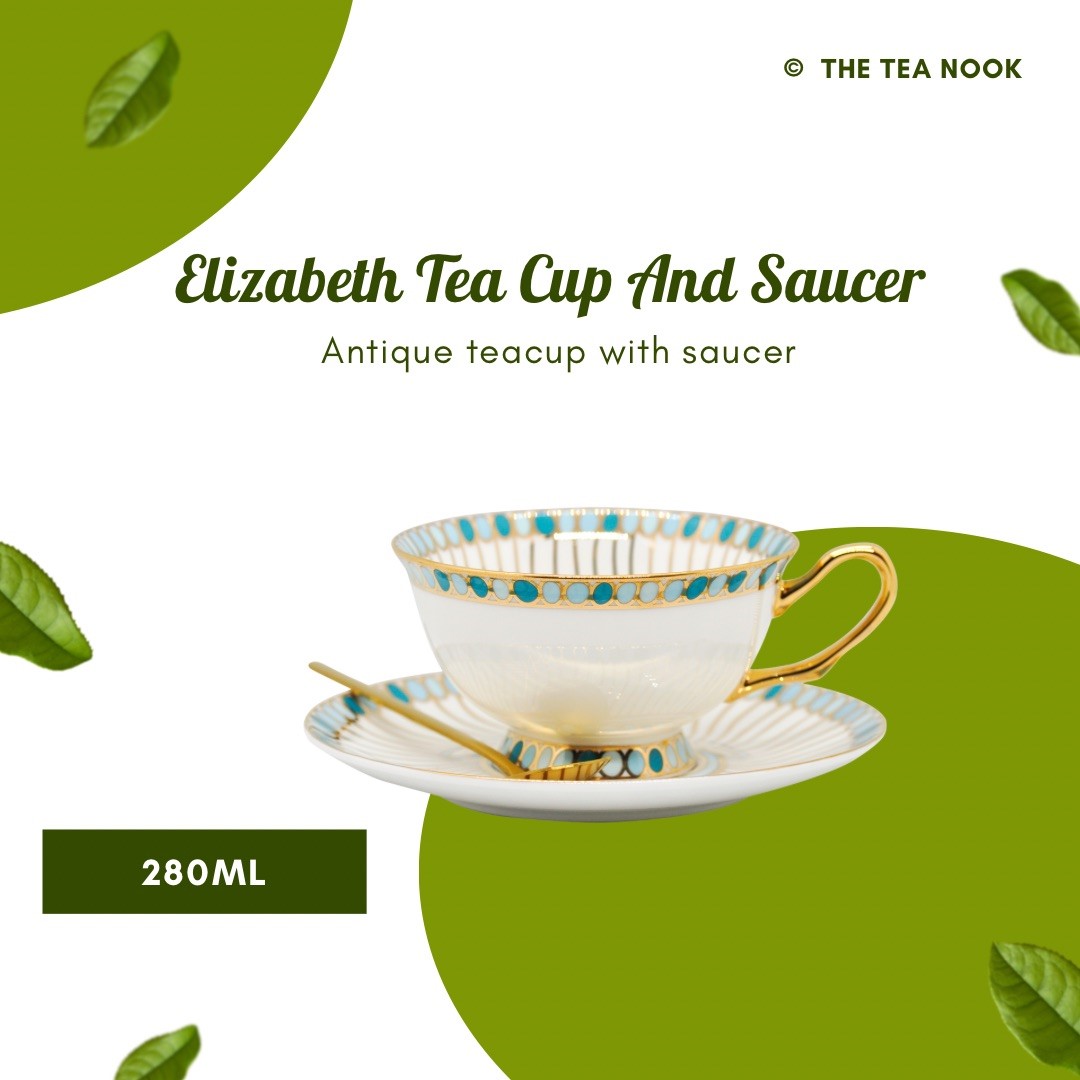 © THE TEA NOOK
Elizabeth Tea Cup And Saucer
Antique teacup with saucer
280ML